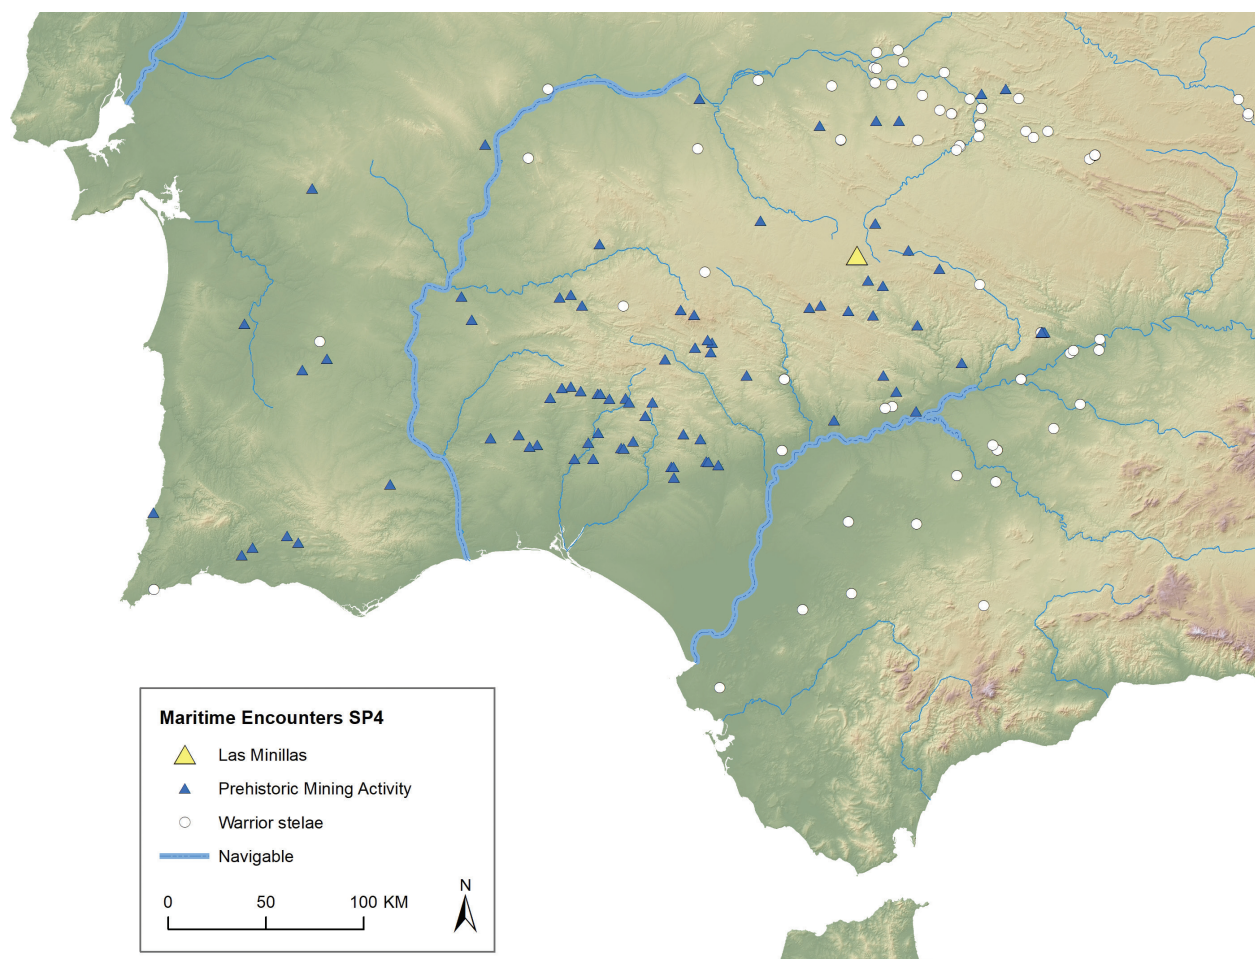 Maritime Encounters SP4
Las Minillas
Prehistoric Mining Activity
Warrior stelae
Navigable
0 50 100 KM
N